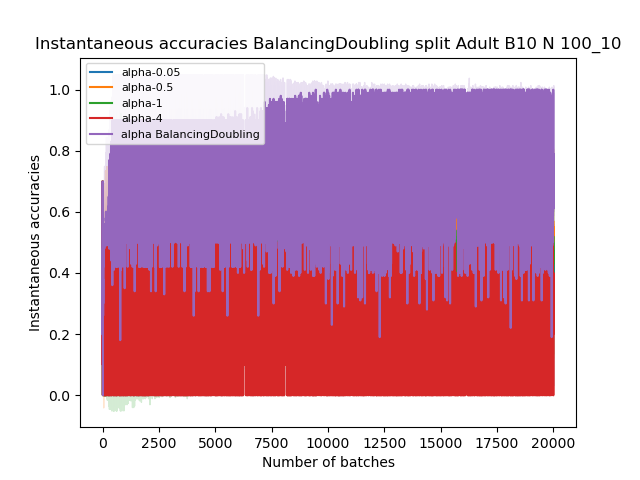 Instantaneous accuracies BalancingDoubling split Adult B10 N 100_10
alpha-0.05
alpha-0.5
alpha-1
alpha-4
alpha BalancingDoubling
Instantaneous accuracies
1.0
0.8
0.6
0.4
0.2
0.0
0 2500 5000 7500 10000 12500 15000 17500 20000
Number of batches